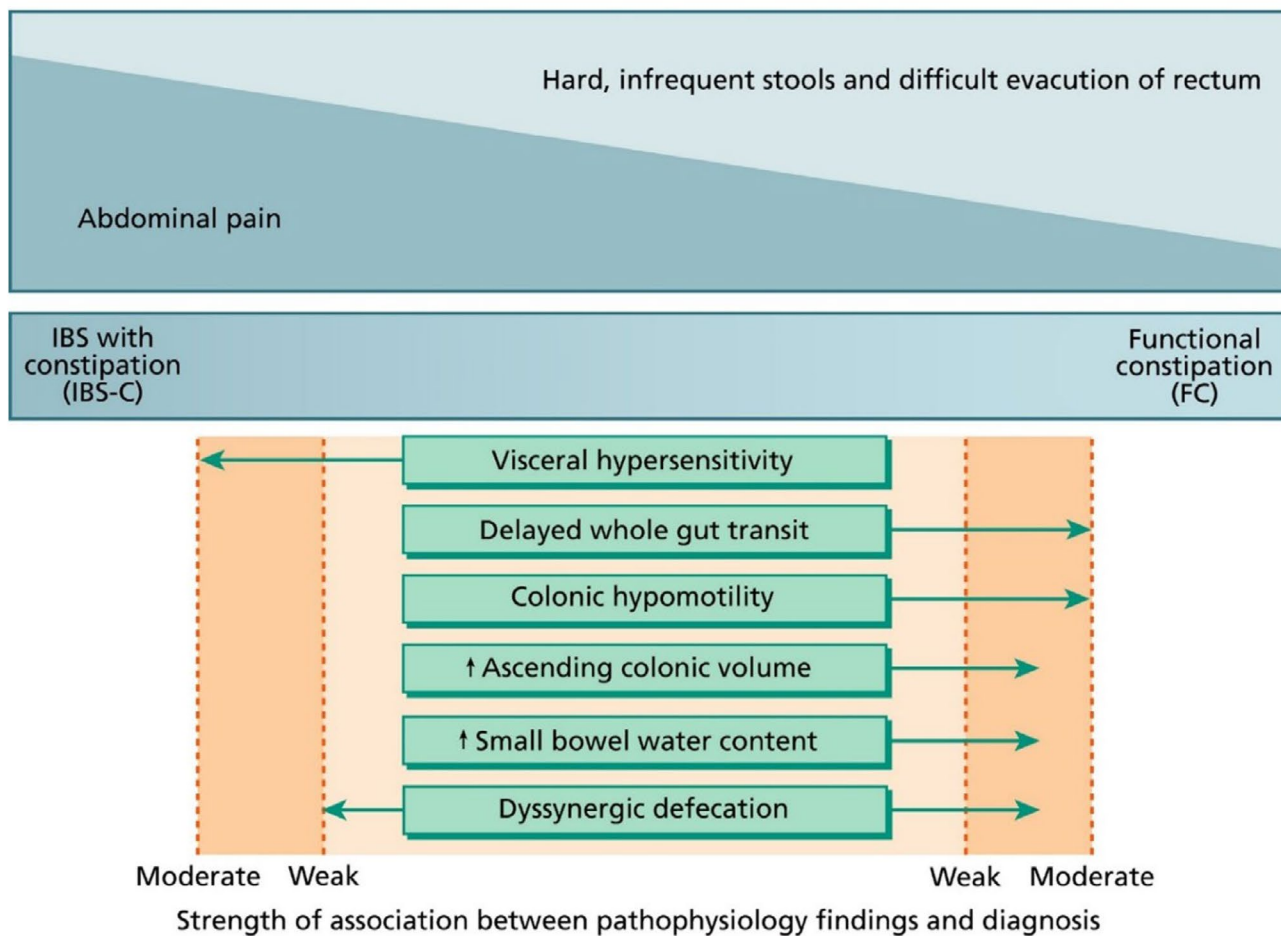 Hard, infrequent stools and difficult evacution of rectum
Abdominal pain
IBS with
constipation
(IBS-C)
Functional
constipation
(FC)
Visceral hypersensitivity
Delayed whole gut transit
Colonic hypomotility
↑ Ascending colonic volume
↑ Small bowel water content
Dyssynergic defecation
Moderate Weak Weak Moderate
Strength of association between pathophysiology findings and diagnosis